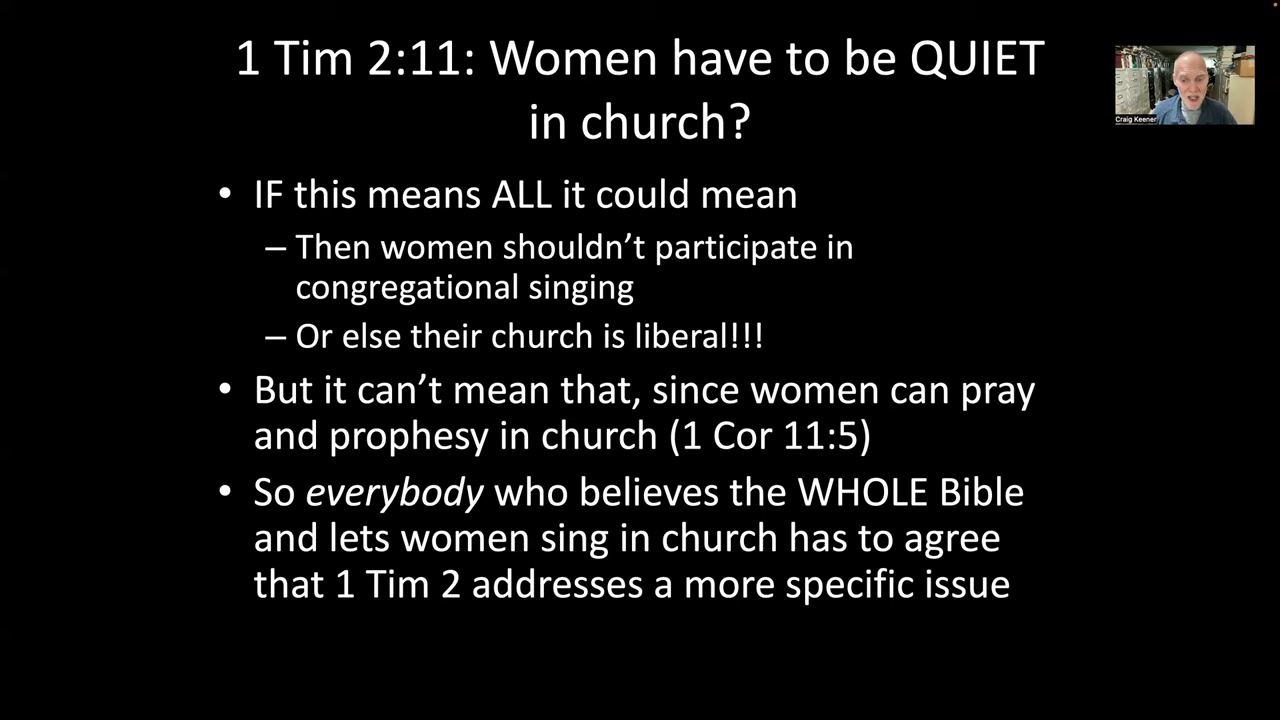 1 Tim 2:11: Women have to be QUIET
in church?
Craig Keener
• IF this means ALL it could mean
– Then women shouldn’t participate in
congregational singing
– Or else their church is liberal!!!
• But it can’t mean that, since women can pray
and prophesy in church (1 Cor 11:5)
• So everybody who believes the WHOLE Bible
and lets women sing in church has to agree
that 1 Tim 2 addresses a more specific issue